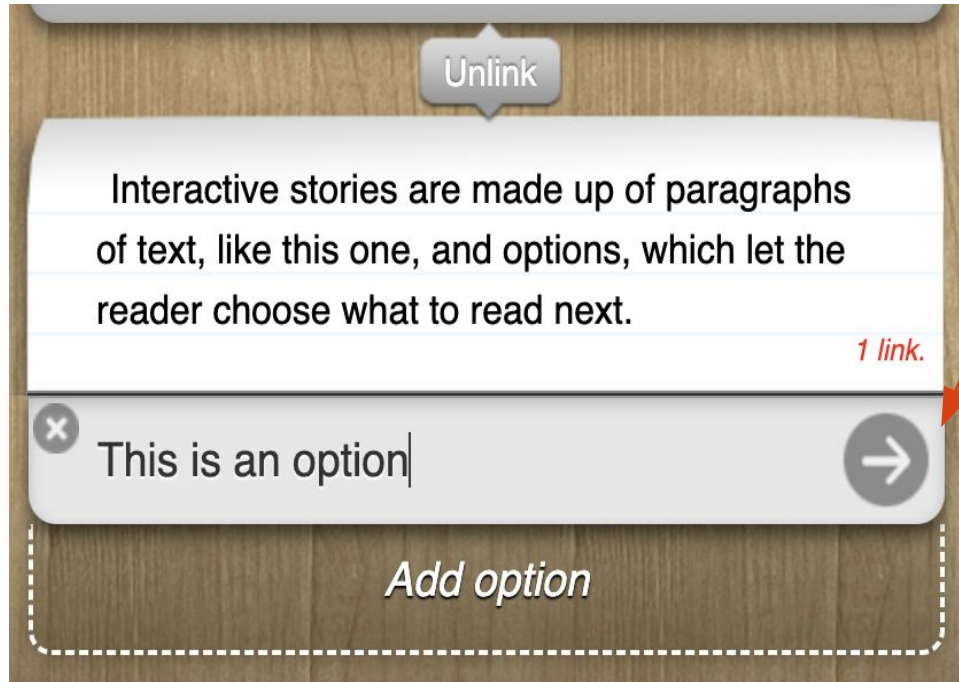 Unlink
Interactive stories are made up of paragraphs
of text, like this one, and options, which let the
reader choose what to read next.
1 link.
This is an option
Add option